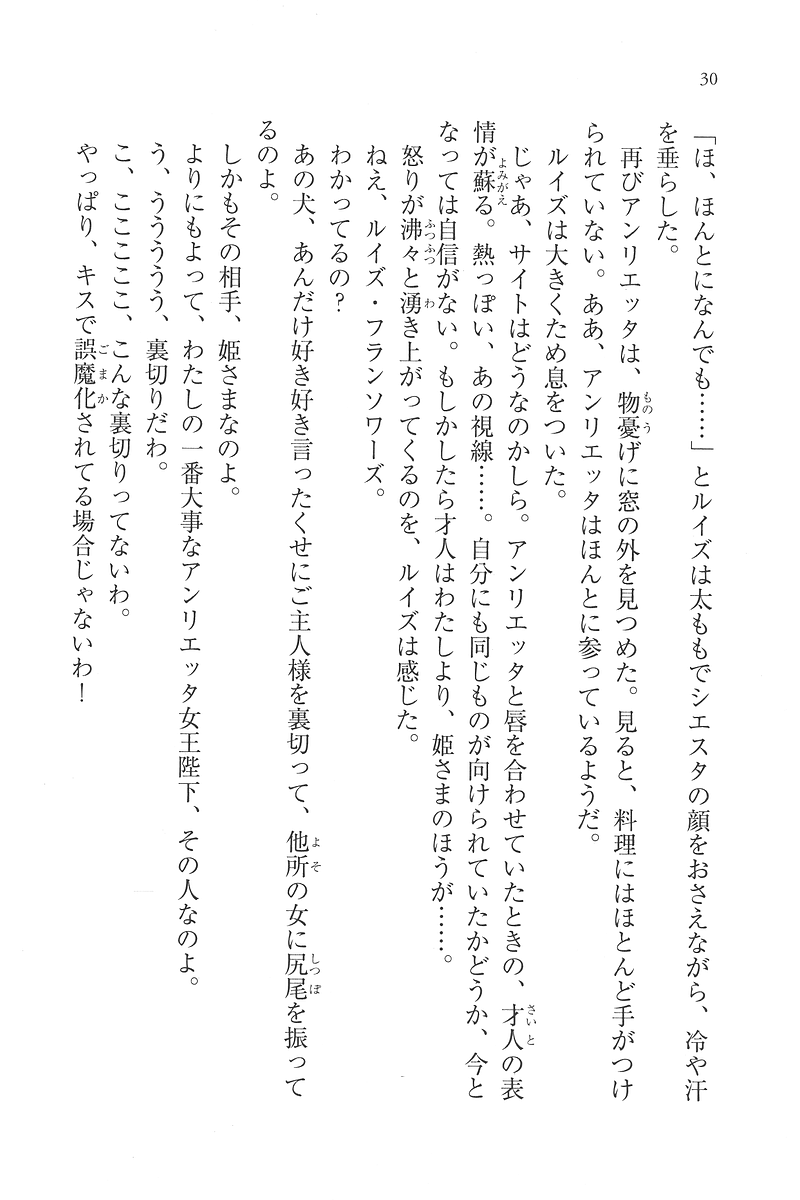 30
「ほ、ほんとになんでも……」とルイズは太ももでシエスタの顔をおさえながら、冷や汗
を垂らした。
再びアンリエッタは、物憂げに窓の外を見つめた。見ると、料理にはほとんど手がつけ
られていない。ああ、アンリエッタはほんとに参っているようだ。
ルイズは大きくため息をついた。
じゃあ、サイトはどうなのかしら。アンリエッタと唇を合わせていたときの、才人の表
情が蘇る。熱っぽい、あの視線……。自分にも同じものが向けられていたかどうか、今と
なっては自信がない。もしかしたら才人はわたしより、姫さまのほうが……。
怒りが沸々と湧き上がってくるのを、ルイズは感じた。
ねえ、ルイズ・フランソワーズ。
わかってるの？
あの犬、あんだけ好き好き言ったくせにご主人様を裏切って、他所の女に尻尾を振って
るのよ。
しかもその相手、姫さまなのよ。
よりにもよって、わたしの一番大事なアンリエッタ女王陛下、その人なのよ。
う、うううう、裏切りだわ。
こ、こここここ、こんな裏切りってないわ。
やっぱり、キスで誤魔化されてる場合じゃないわ！